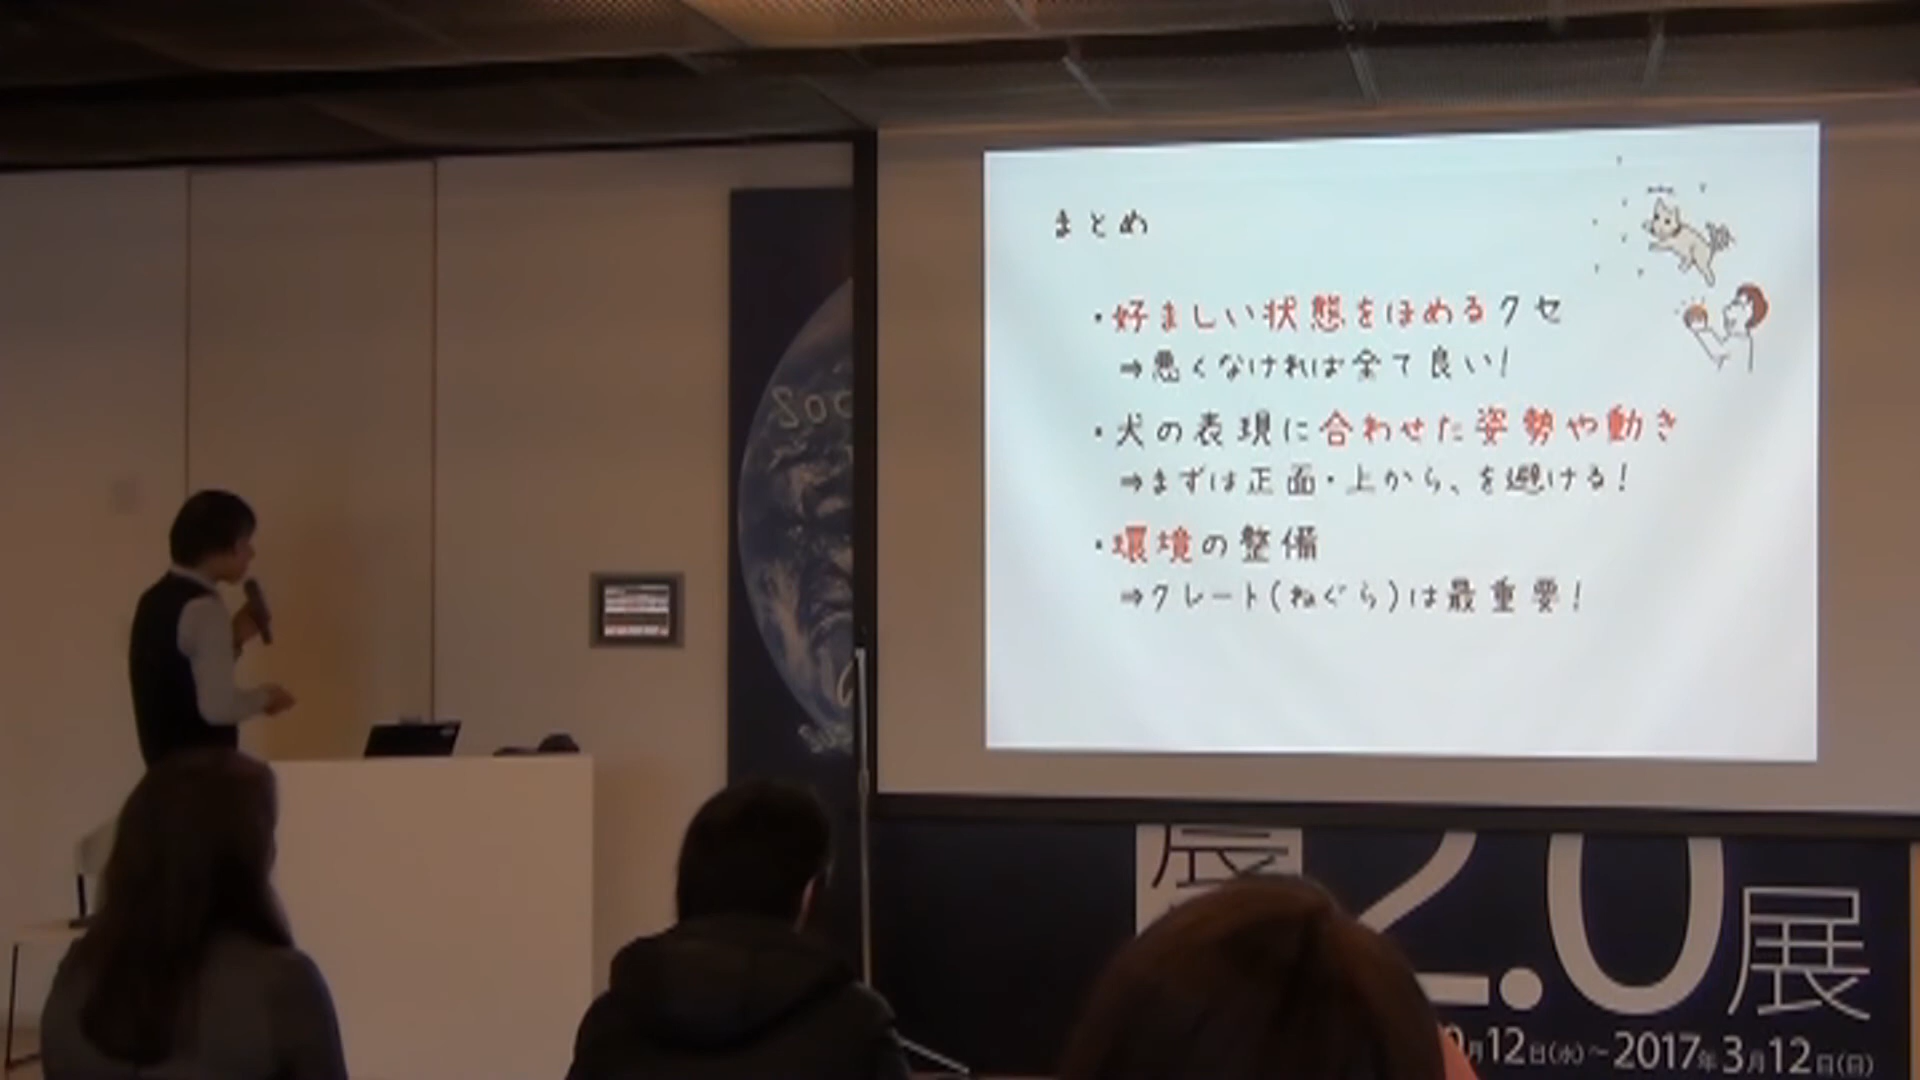 まとめ
・好ましい状態をほめるクセ
⇒悪くなければ全て良い!
・犬の表現に合わせた姿勢や動き
⇒まずは正面・上から、を避ける!
・環境の整備
⇒クレート(ねぐら)は最重要!
展
2.0展
月12日(水)~2017年3月12日(日)